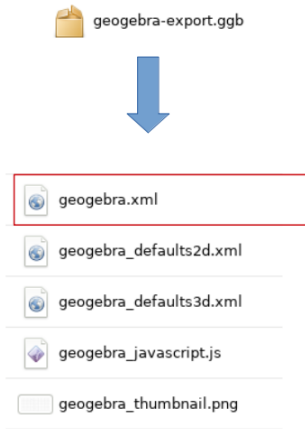 geogebra-export.ggb
geogebra.xml
geogebra_defaults2d.xml
geogebra_defaults3d.xml
geogebra_javascript.js
geogebra_thumbnail.png